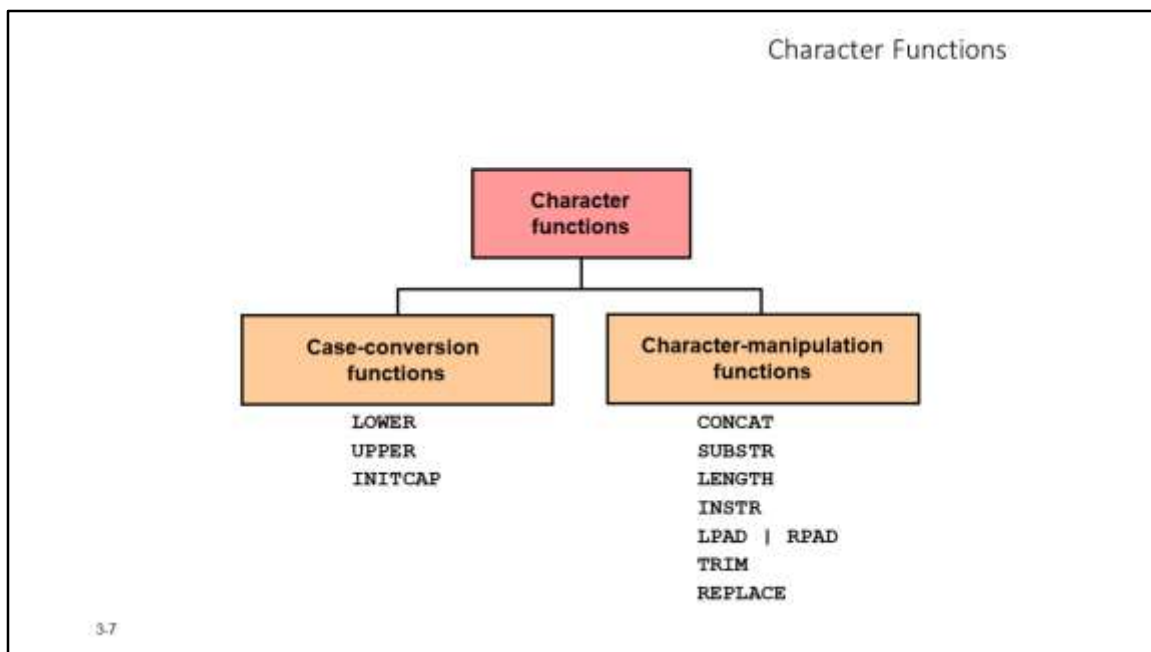 Character Functions
Character
functions
Case-conversion
functions
LOWER
UPPER
INITCAP
Character-manipulation
functions
CONCAT
SUBSTR
LENGTH
INSTR
LPAD | RPAD
TRIM
REPLACE
3-7